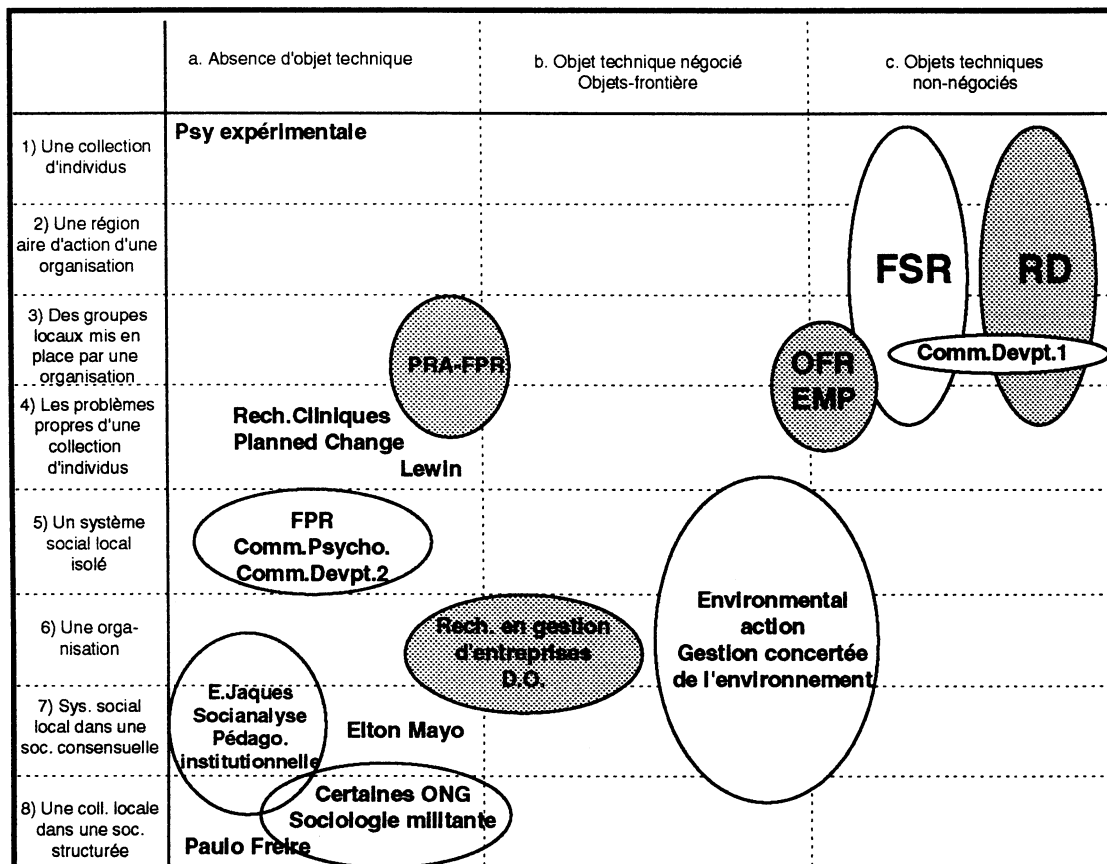 a. Absence d'objet technique
b. Objet technique négocié
Objets-frontière
c. Objets techniques
non-négociés
1) Une collection
d'individus
Psy expérimentale
2) Une région
aire d'action d'une
organisation
FSR
RD
3) Des groupes
locaux mis en
place par une
organisation
PRA-FPR
OFR
EMP
Comm.Devpt.1
4) Les problèmes
propres d'une
collection
d'individus
Rech.Cliniques
Planned Change
Lewin
5) Un système
social local
isolé
FPR
Comm.Psycho.
Comm.Devpt.2
6) Une orga-
nisation
Rech. en gestion
d'entreprises
D.O.
Environmental
action
Gestion concertée
de l'environnement
7) Sys. social
local dans une
soc. consensuelle
E.Jaques
Socianalyse
Pédago.
institutionnelle
Elton Mayo
8) Une coll. locale
dans une soc.
structurée
Certaines ONG
Sociologie militante
Paulo Freire